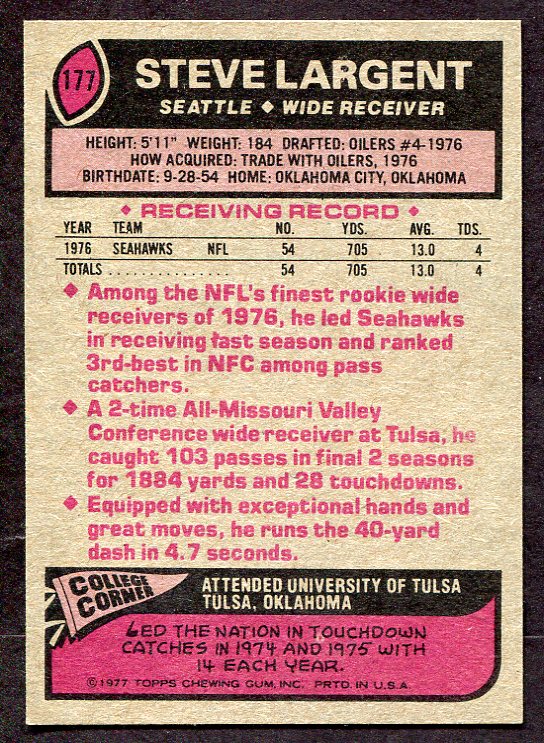 177
STEVE LARGENT
SEATTLE ◆ WIDE RECEIVER
HEIGHT: 5'11" WEIGHT: 184 DRAFTED: OILERS #4-1976
HOW ACQUIRED: TRADE WITH OILERS, 1976
BIRTHDATE: 9-28-54 HOME: OKLAHOMA CITY, OKLAHOMA
◆ RECEIVING RECORD ◆
YEAR TEAM NO. YDS. AVG. TDS.
1976 SEAHAWKS NFL 54 705 13.0 4
TOTALS . . . . . . . . . . . . . . 54 705 13.0 4
◆ Among the NFL's finest rookie wide
receivers of 1976, he led Seahawks
in receiving last season and ranked
3rd-best in NFC among pass
catchers.
◆ A 2-time All-Missouri Valley
Conference wide receiver at Tulsa, he
caught 103 passes in final 2 seasons
for 1884 yards and 28 touchdowns.
◆ Equipped with exceptional hands and
great moves, he runs the 40-yard
dash in 4.7 seconds.
COLLEGE
CORNER
ATTENDED UNIVERSITY OF TULSA
TULSA, OKLAHOMA
LED THE NATION IN TOUCHDOWN
CATCHES IN 1974 AND 1975 WITH
14 EACH YEAR.
©1977 TOPPS CHEWING GUM, INC. PRTD. IN U.S.A.